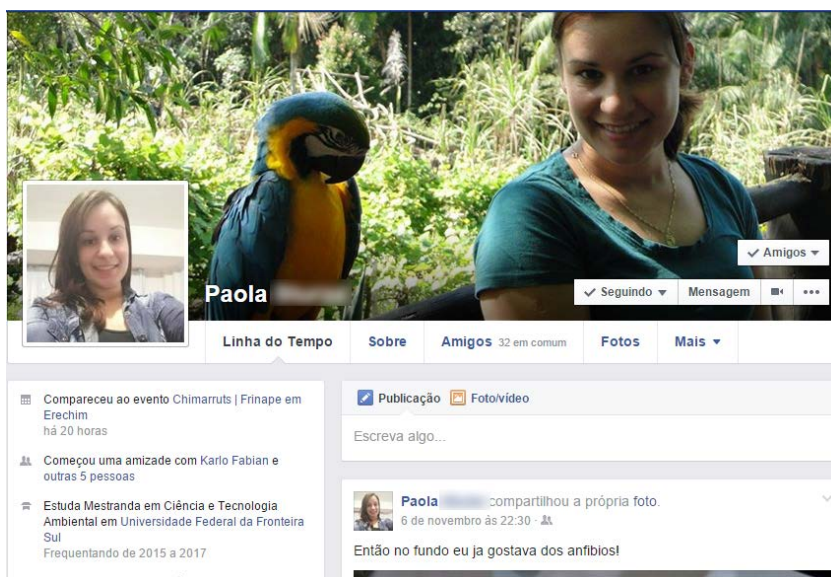 Paola
Amigos
Seguindo
Mensagem
Linha do Tempo
Sobre
Amigos 32 em comum
Fotos
Mais
Compareceu ao evento Chimarruts | Frinape em
Erechim
há 20 horas
Começou uma amizade com Karlo Fabian e
outras 5 pessoas
Estuda Mestranda em Ciência e Tecnologia
Ambiental em Universidade Federal da Fronteira
Sul
Frequentando de 2015 a 2017
Publicação Foto/vídeo
Escreva algo...
Paola compartilhou a própria foto.
6 de novembro às 22:30 ·
Então no fundo eu ja gostava dos anfibios!